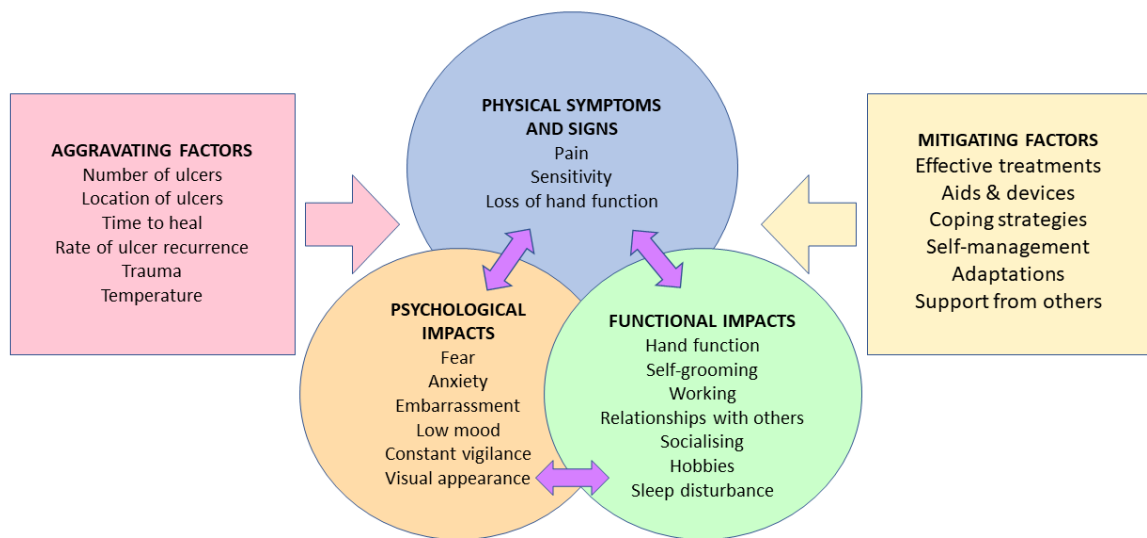 AGGRAVATING FACTORS
Number of ulcers
Location of ulcers
Time to heal
Rate of ulcer recurrence
Trauma
Temperature
PHYSICAL SYMPTOMS
AND SIGNS
Pain
Sensitivity
Loss of hand function
PSYCHOLOGICAL
IMPACTS
Fear
Anxiety
Embarrassment
Low mood
Constant vigilance
Visual appearance
FUNCTIONAL IMPACTS
Hand function
Self-grooming
Working
Relationships with others
Socialising
Hobbies
Sleep disturbance
MITIGATING FACTORS
Effective treatments
Aids & devices
Coping strategies
Self-management
Adaptations
Support from others